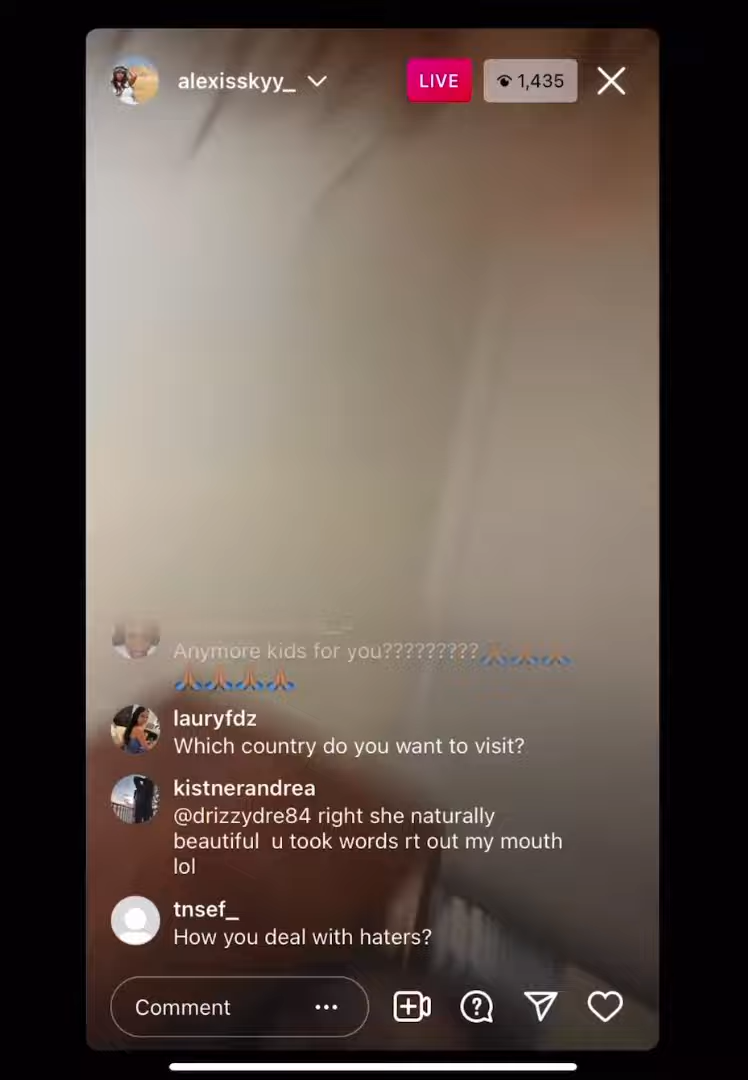 alexisskyy_
LIVE
1,435
Anymore kids for you?????????🙏🏽🙏🏽🙏🏽
🙏🏽🙏🏽🙏🏽🙏🏽
lauryfdz
Which country do you want to visit?
kistnerandrea
@drizzydre84 right she naturally
beautiful  u took words rt out my mouth
lol
tnsef_
How you deal with haters?
Comment